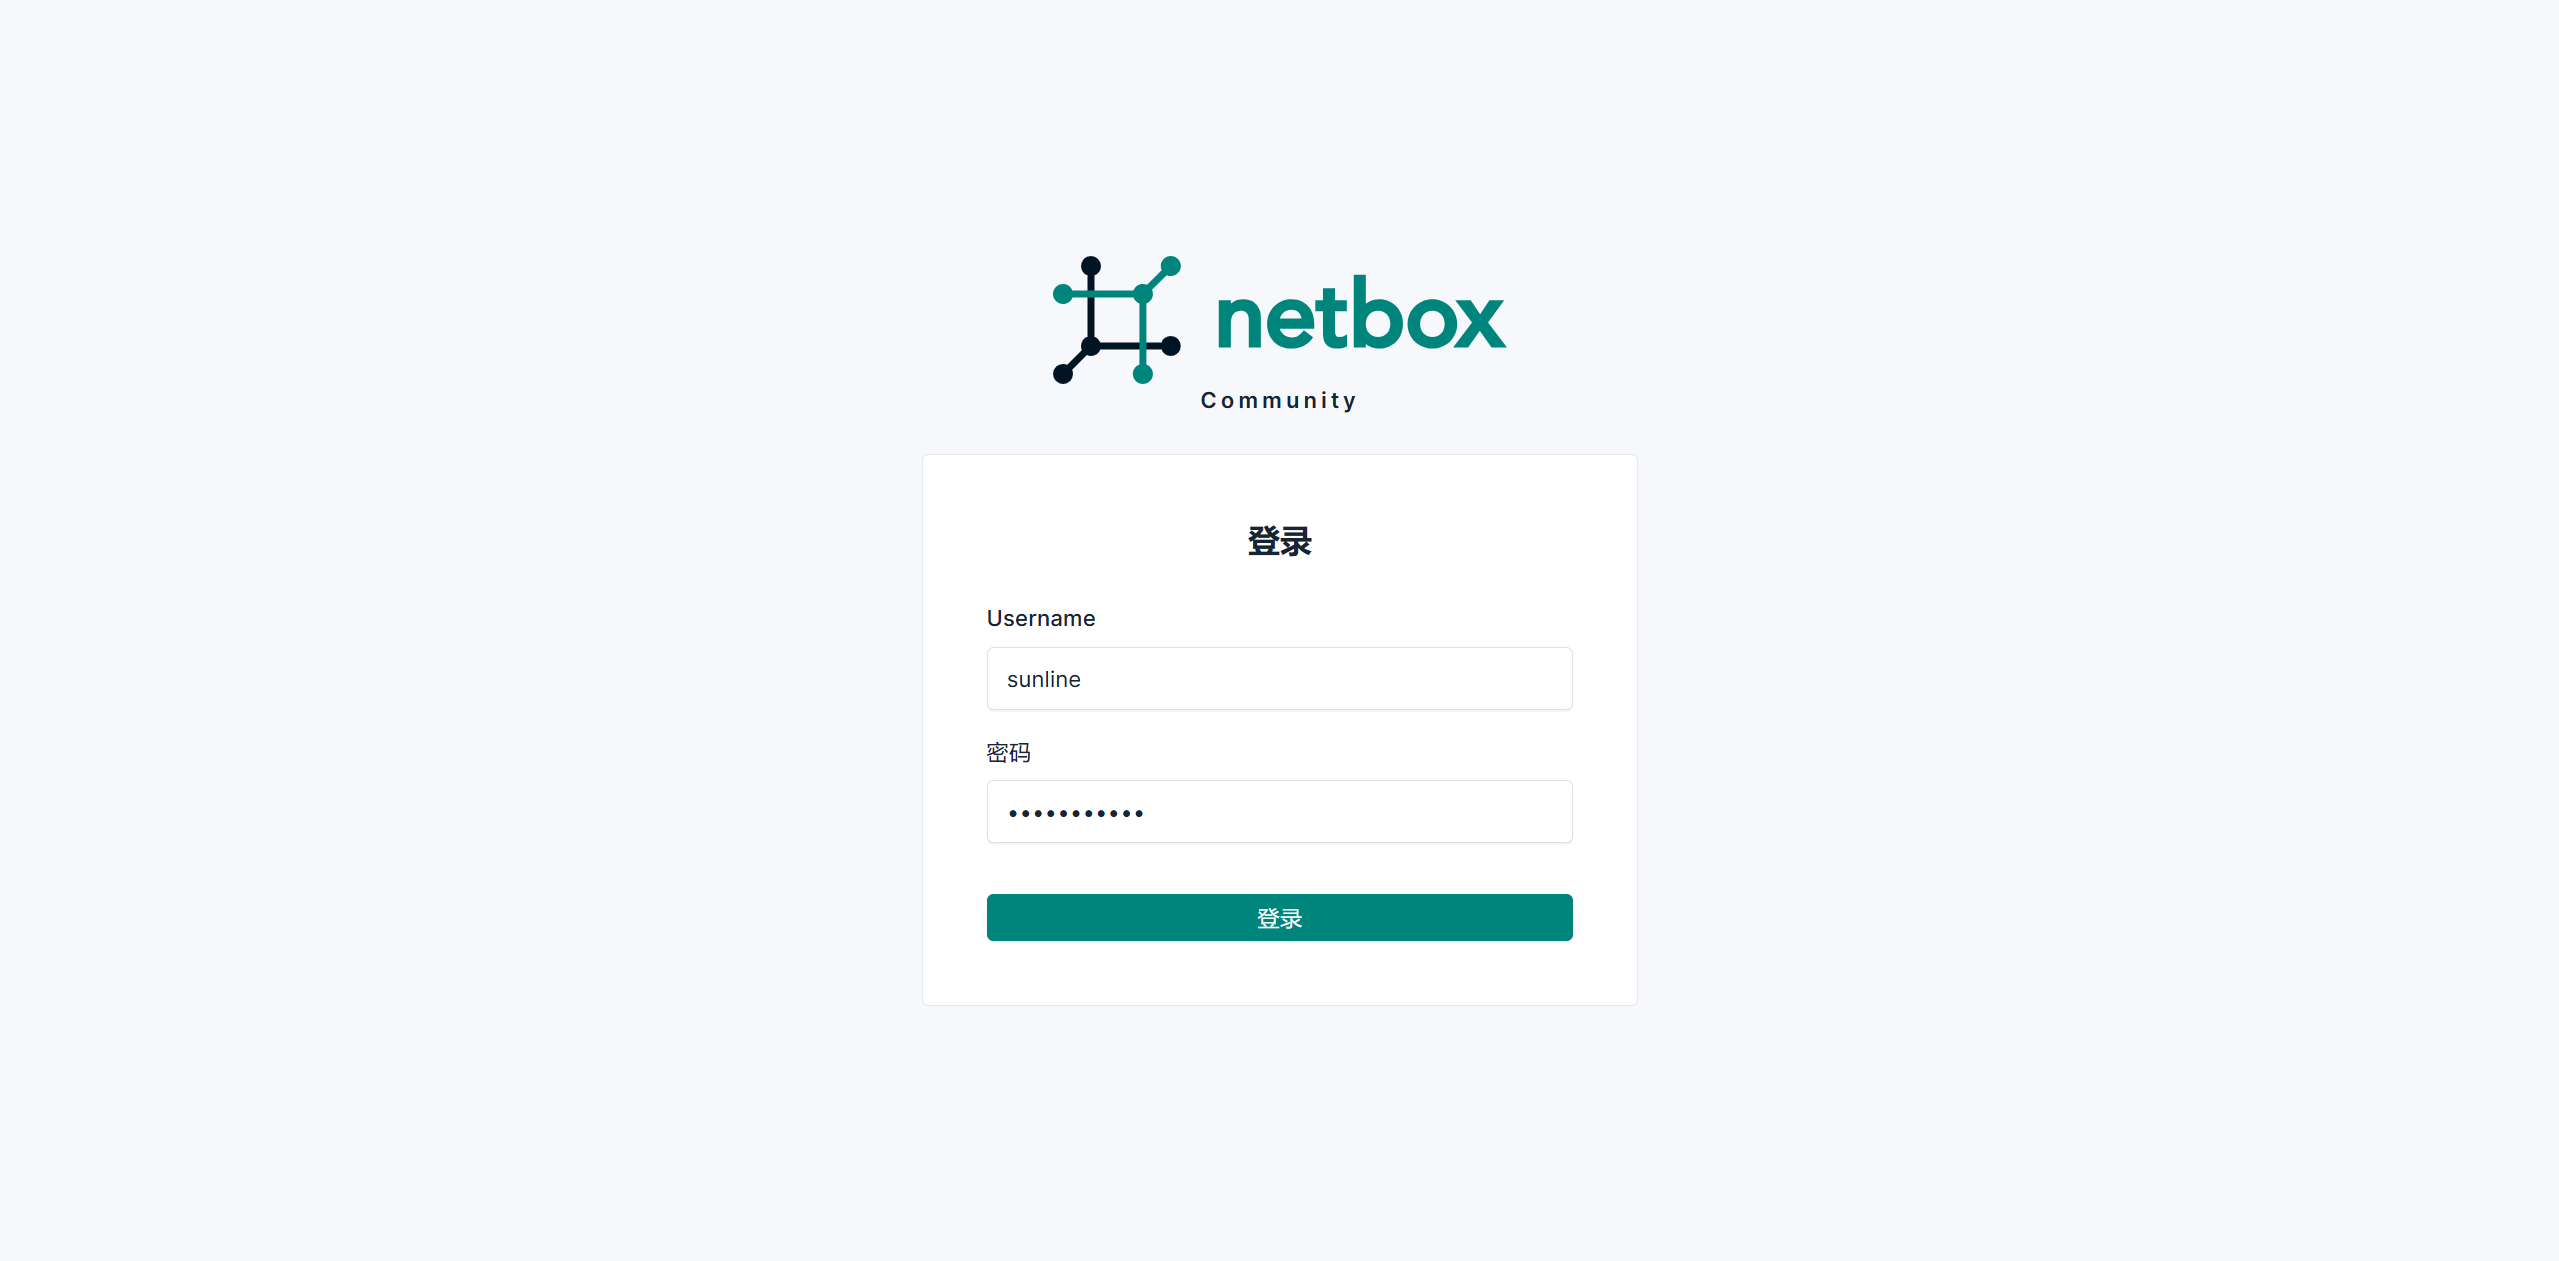 netbox
Community
登录
Username
sunline
密码
•••••••••••
登录